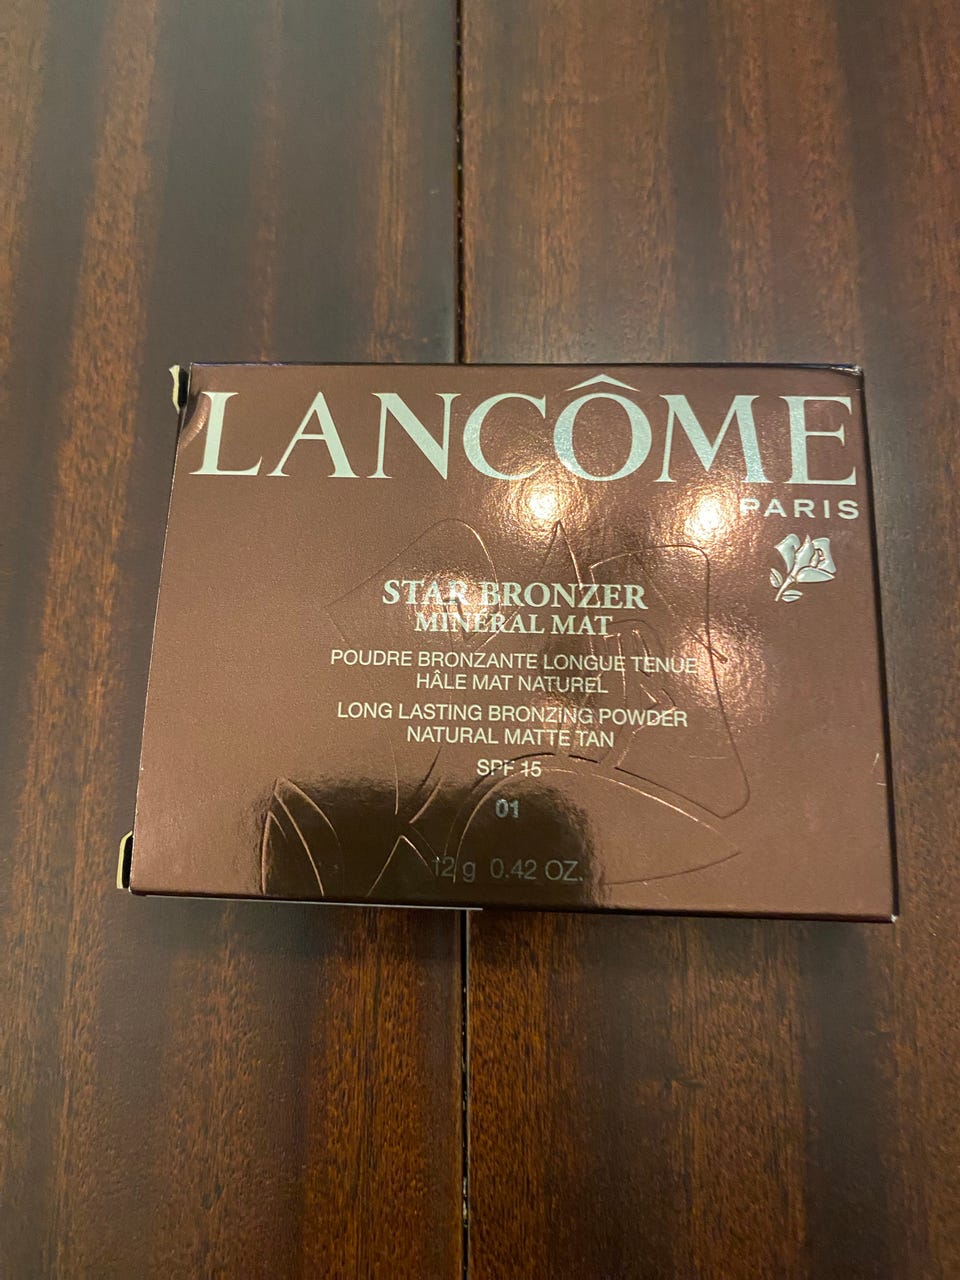 LANCÔME
PARIS
STAR BRONZER
MINÉRAL MAT
POUDRE BRONZANTE LONGUE TENUE
HÂLE MAT NATUREL
LONG LASTING BRONZING POWDER
NATURAL MATTE TAN
SPF 15
01
12 g 0.42 OZ.